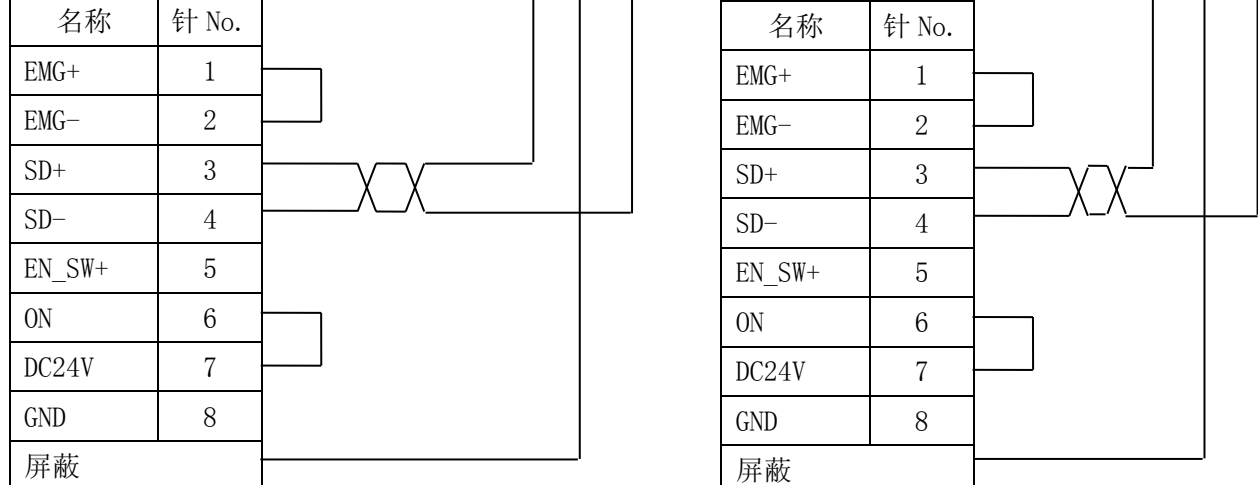 名称 针 No.
EMG+ 1
EMG- 2
SD+ 3
SD- 4
EN_SW+ 5
ON 6
DC24V 7
GND 8
屏蔽
名称 针 No.
EMG+ 1
EMG- 2
SD+ 3
SD- 4
EN_SW+ 5
ON 6
DC24V 7
GND 8
屏蔽